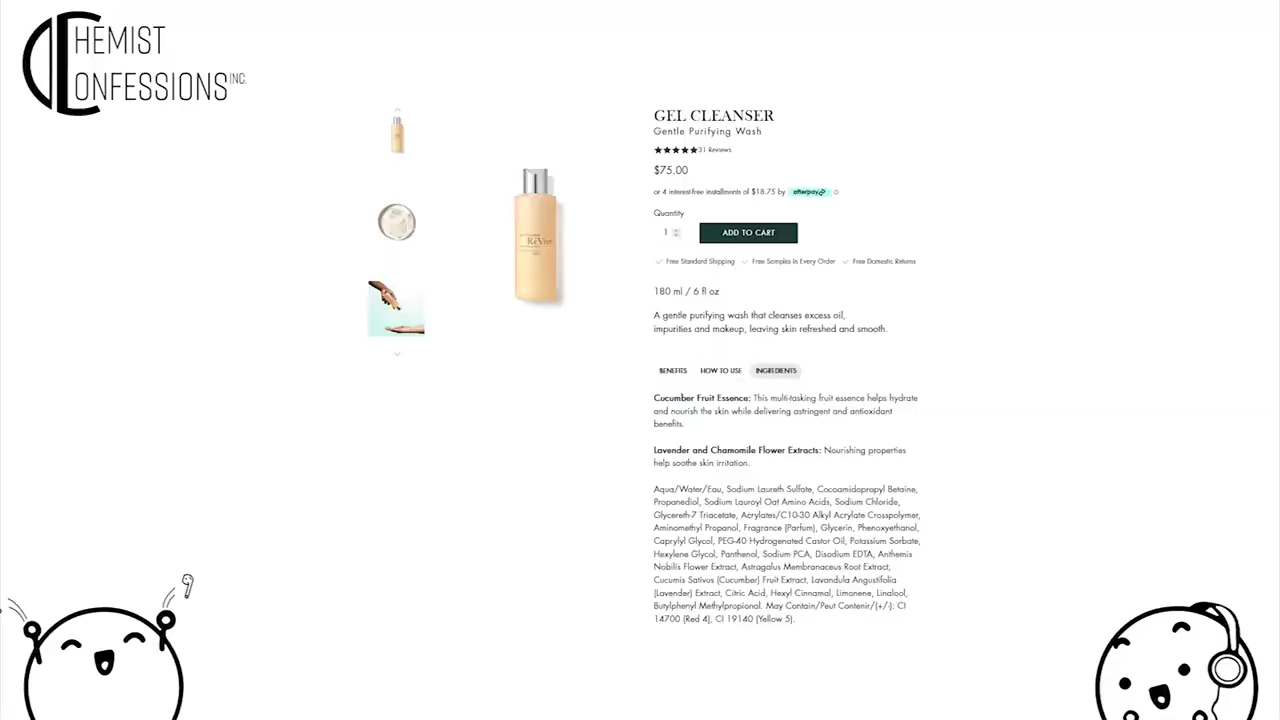 CHEMIST
CONFESSIONS INC.
GEL CLEANSER
Gentle Purifying Wash
★★★★★31 Reviews
$75.00
or 4 interest-free installments of $18.75 by afterpay
Quantity
1
ADD TO CART
Free Standard Shipping Free Samples In Every Order Free Domestic Returns
180 ml / 6 fl oz
A gentle purifying wash that cleanses excess oil,
impurities and makeup, leaving skin refreshed and smooth.
BENEFITS HOW TO USE INGREDIENTS
Cucumber Fruit Essence: This multi-tasking fruit essence helps hydrate
and nourish the skin while delivering astringent and antioxidant
benefits.
Lavender and Chamomile Flower Extracts: Nourishing properties
help soothe skin irritation.
Aqua/Water/Eau, Sodium Laureth Sulfate, Cocoamidopropyl Betaine,
Propanediol, Sodium Lauroyl Oat Amino Acids, Sodium Chloride,
Glycereth-7 Triacetate, Acrylates/C10-30 Alkyl Acrylate Crosspolymer,
Aminomethyl Propanol, Fragrance (Parfum), Glycerin, Phenoxyethanol,
Caprylyl Glycol, PEG-40 Hydrogenated Castor Oil, Potassium Sorbate,
Hexylene Glycol, Panthenol, Sodium PCA, Disodium EDTA, Anthemis
Nobilis Flower Extract, Astragalus Membranaceus Root Extract,
Cucumis Sativus (Cucumber) Fruit Extract, Lavandula Angustifolia
(Lavender) Extract, Citric Acid, Hexyl Cinnamal, Limonene, Linalool,
Butylphenyl Methylpropional. May Contain/Peut Contenir/(+/-): CI
14700 (Red 4), CI 19140 (Yellow 5).